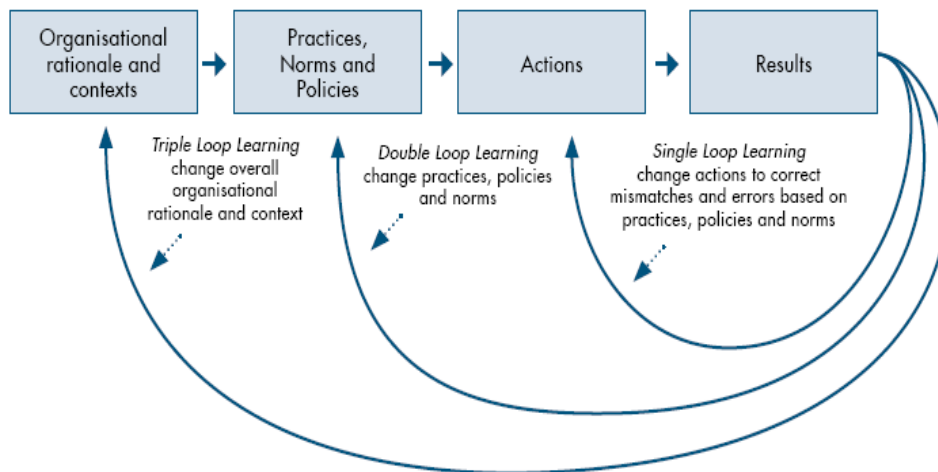 Organisational
rationale and
contexts
Practices,
Norms and
Policies
Actions
Results
Triple Loop Learning
change overall
organisational
rationale and context
Double Loop Learning
change practices, policies
and norms
Single Loop Learning
change actions to correct
mismatches and errors based on
practices, policies and norms